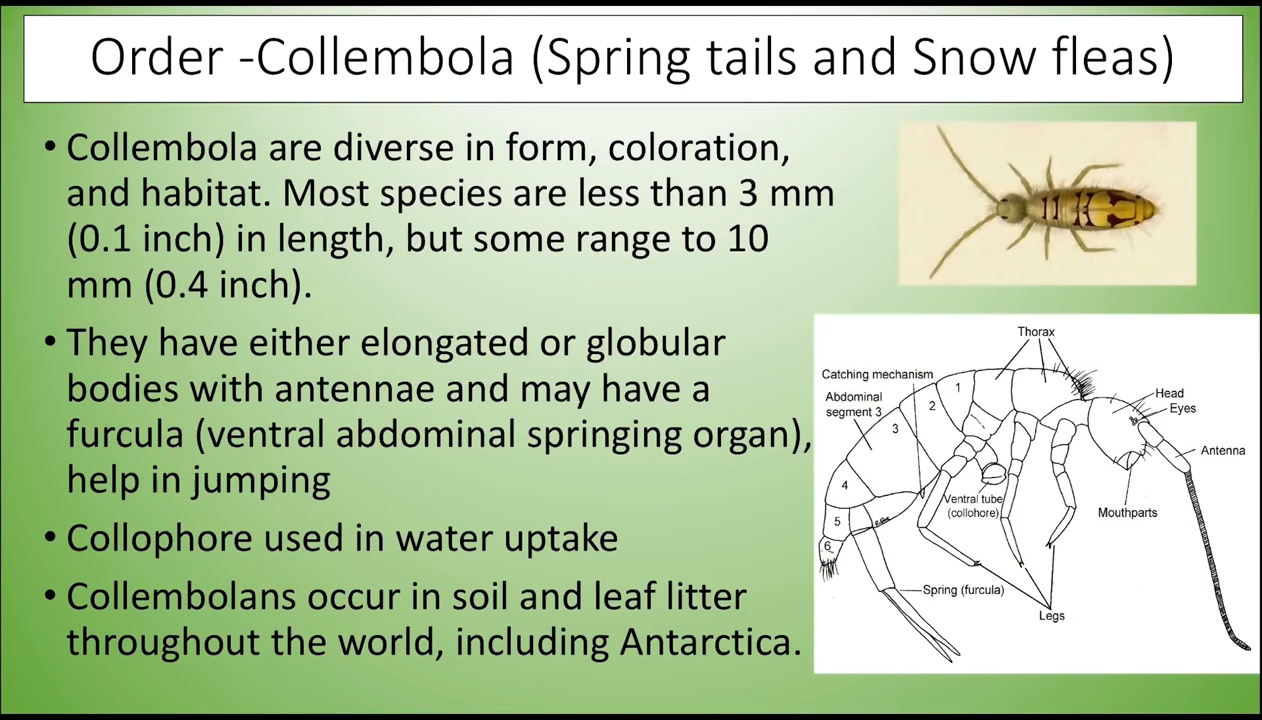 Order -Collembola (Spring tails and Snow fleas)
• Collembola are diverse in form, coloration,
and habitat. Most species are less than 3 mm
(0.1 inch) in length, but some range to 10
mm (0.4 inch).
• They have either elongated or globular
bodies with antennae and may have a
furcula (ventral abdominal springing organ),
help in jumping
• Collophore used in water uptake
• Collembolans occur in soil and leaf litter
throughout the world, including Antarctica.
Thorax
Catching mechanism
Abdominal
segment 3
1
2
3
4
5
6
Head
Eyes
Antenna
Mouthparts
Ventral tube
(collohore)
Spring (furcula)
Legs